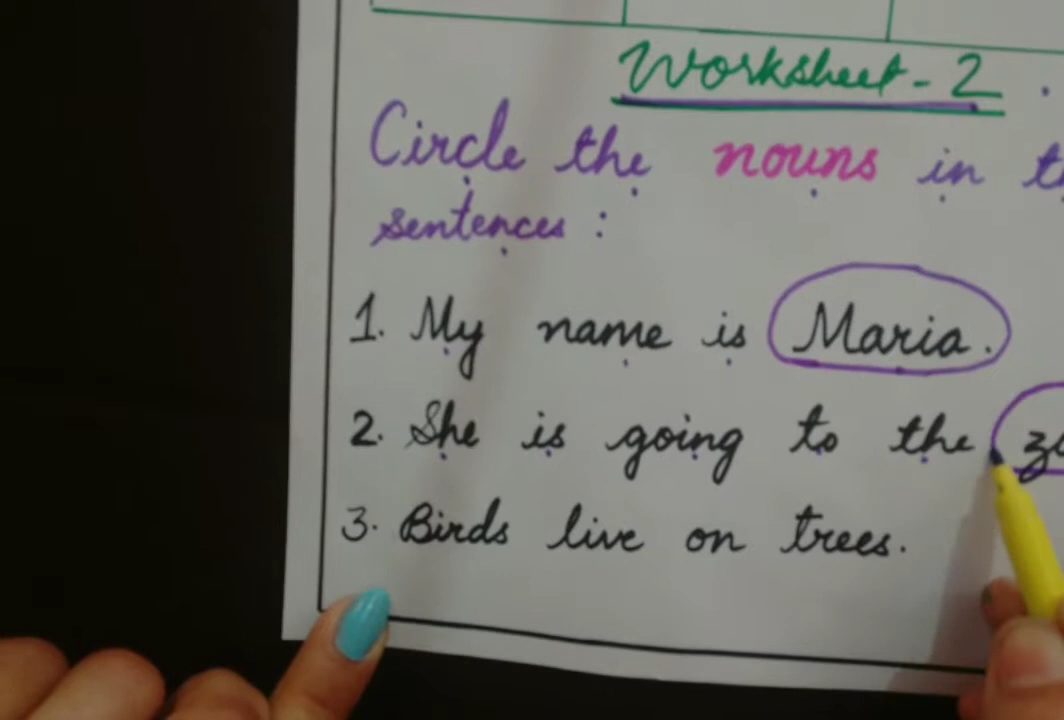 Worksheet-2
Circle the nouns in
sentences :
1. My name is Maria.
2. She is going to the
3. Birds live on trees.